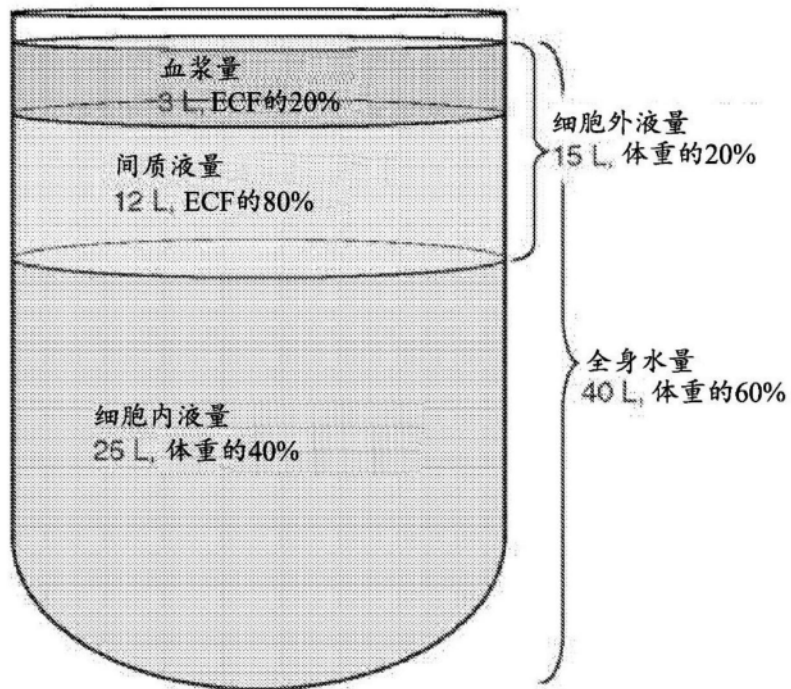 血浆量
3 L, ECF的20%
间质液量
12 L, ECF的80%
细胞外液量
15 L, 体重的20%
全身水量
40 L, 体重的60%
细胞内液量
25 L, 体重的40%